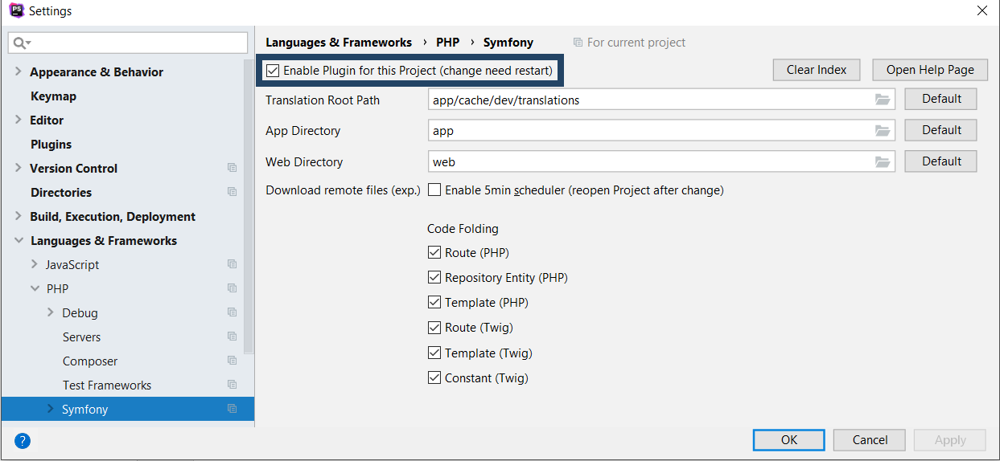 PS Settings
Languages & Frameworks › PHP › Symfony For current project
Enable Plugin for this Project (change need restart) Clear Index Open Help Page
Appearance & Behavior
Keymap
Editor
Plugins
Version Control
Directories
Build, Execution, Deployment
Languages & Frameworks
JavaScript
PHP
Debug
Servers
Composer
Test Frameworks
Symfony
Translation Root Path app/cache/dev/translations Default
App Directory app Default
Web Directory web Default
Download remote files (exp.) Enable 5min scheduler (reopen Project after change)
Code Folding
Route (PHP)
Repository Entity (PHP)
Template (PHP)
Route (Twig)
Template (Twig)
Constant (Twig)
? OK Cancel Apply